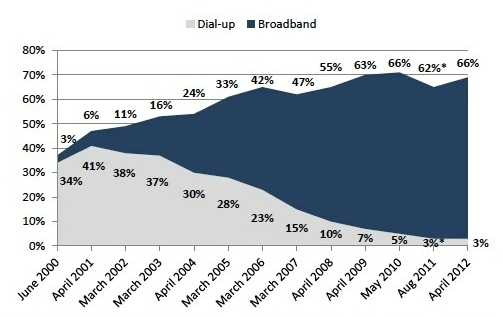 Dial-up Broadband
80%
70%
60%
50%
40%
30%
20%
10%
0%
3% 6% 11% 16% 24% 33% 42% 47% 55% 63% 66% 62%* 66%
34% 41% 38% 37% 30% 28% 23% 15% 10% 7% 5% 3%* 3%
June 2000
April 2001
March 2002
March 2003
April 2004
March 2005
March 2006
March 2007
April 2008
April 2009
May 2010
Aug 2011
April 2012